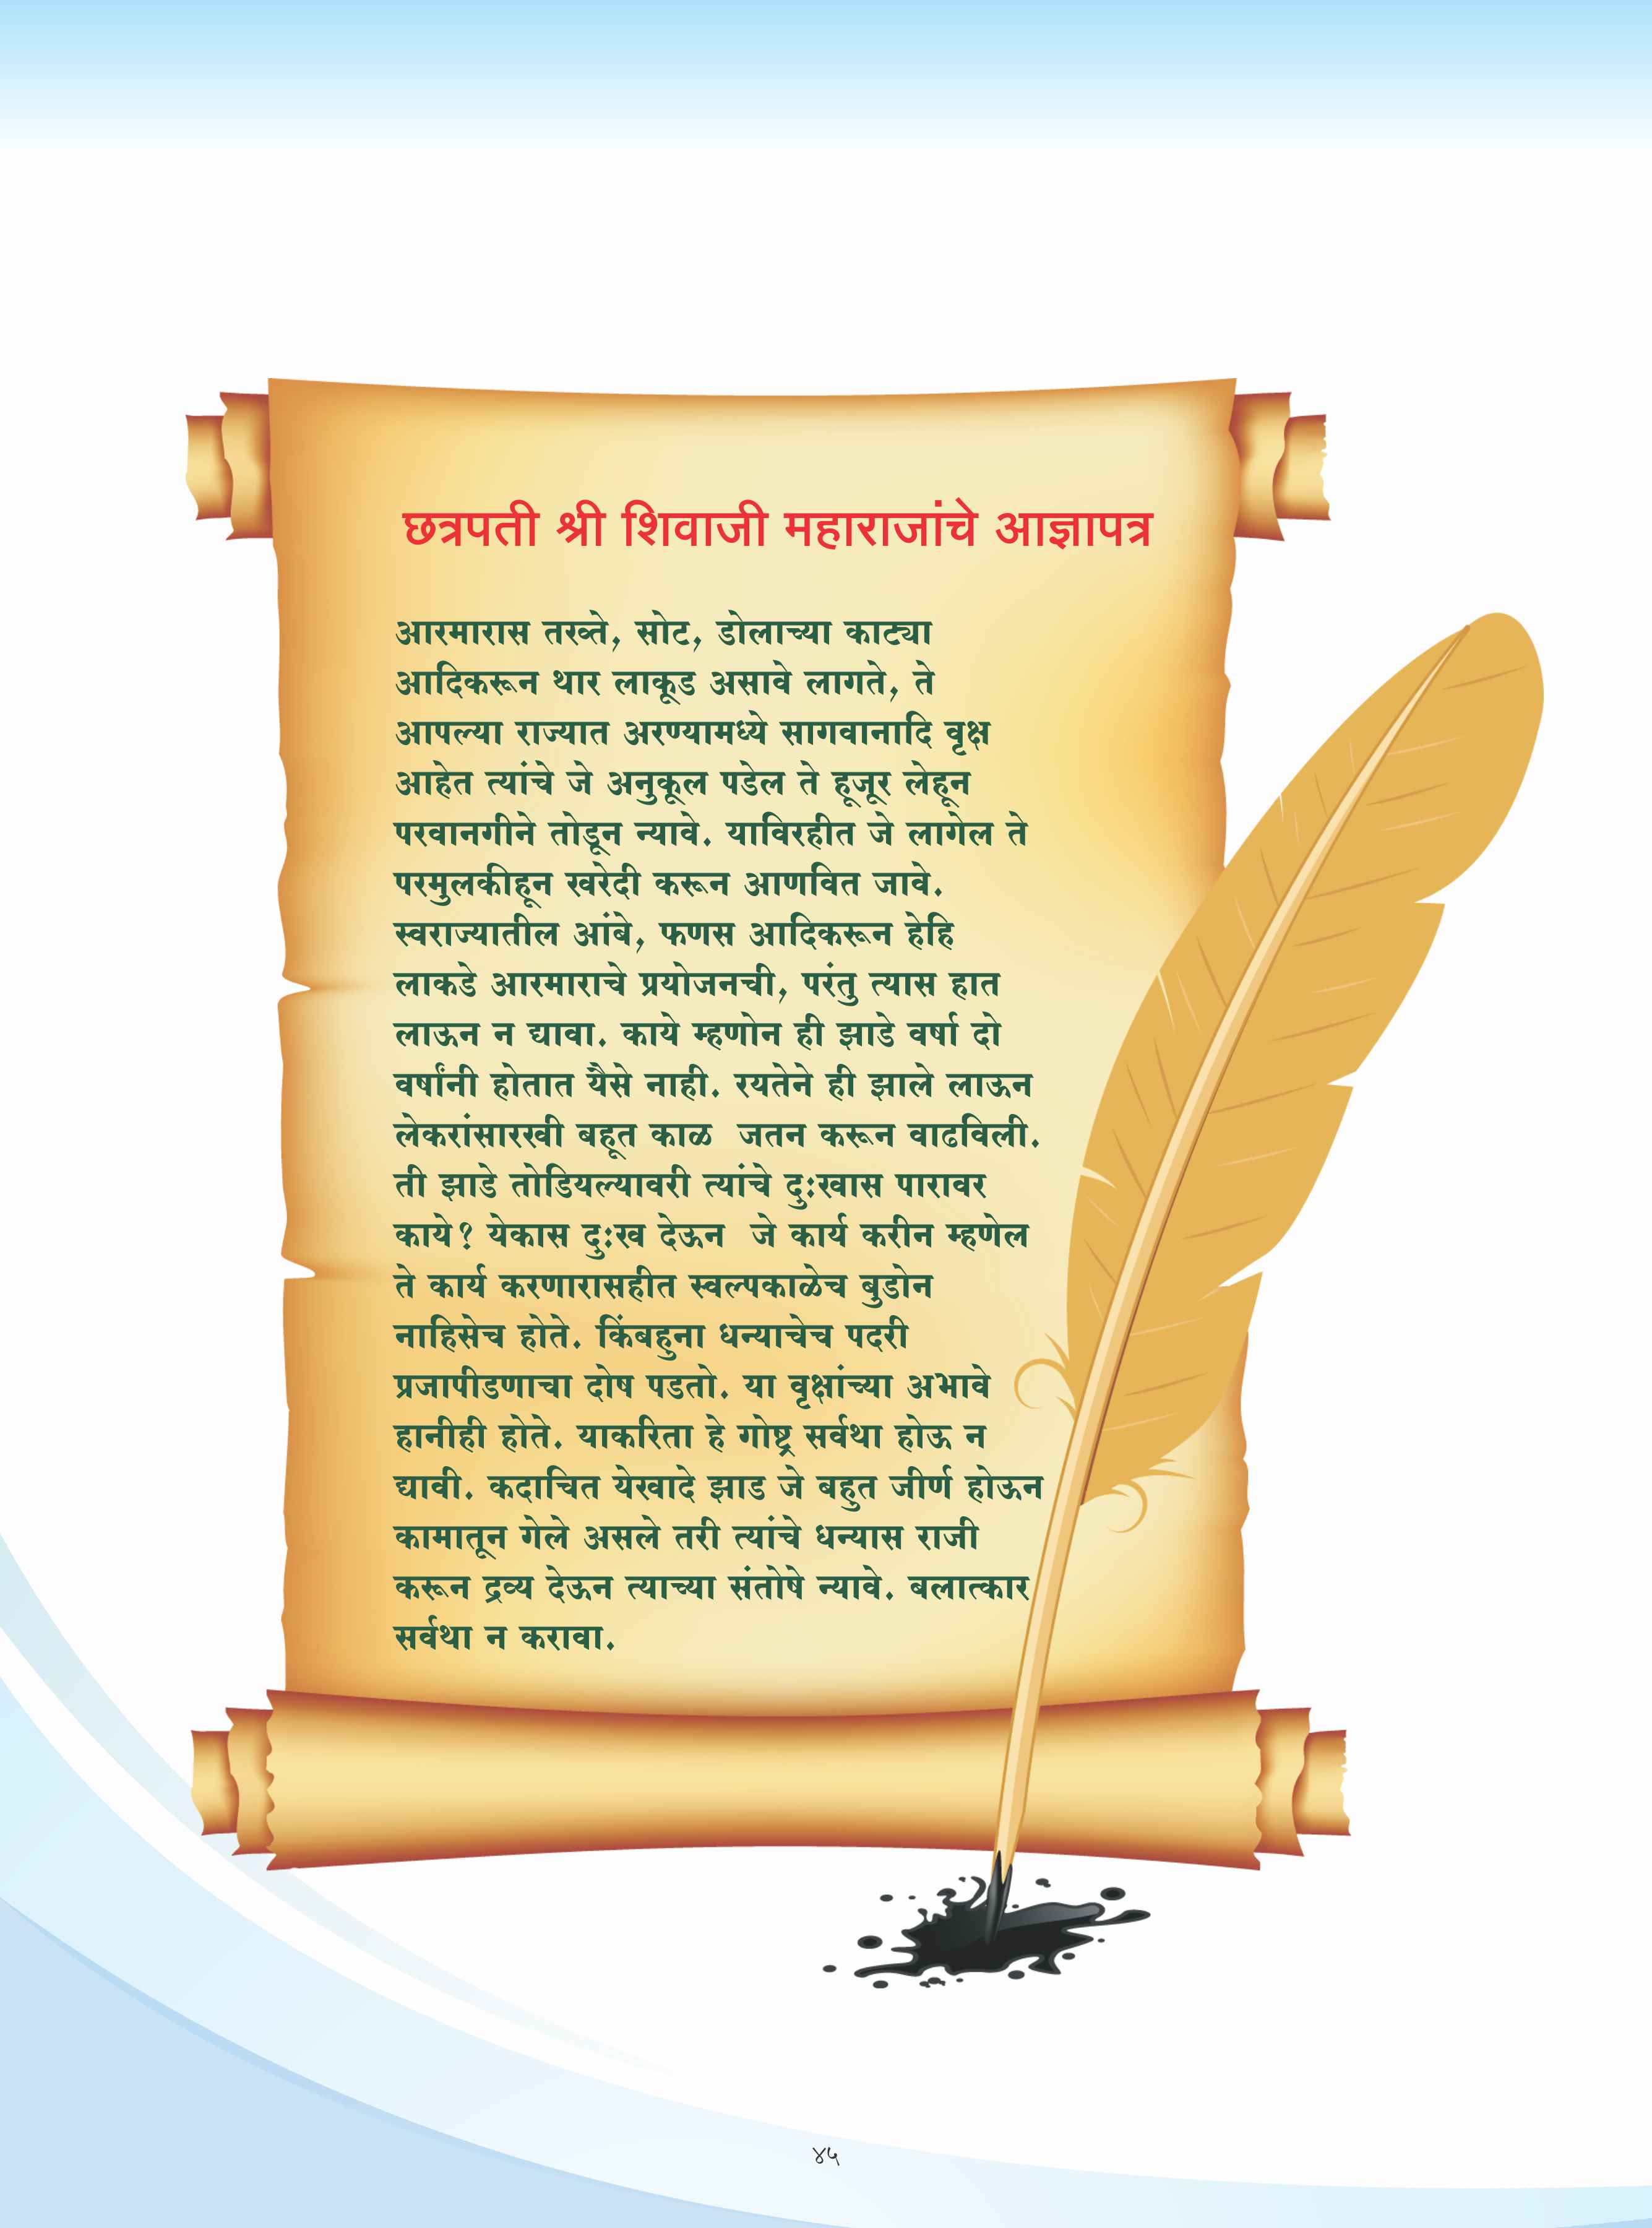 छत्रपती श्री शिवाजी महाराजांचे आज्ञापत्र
आरमारास तख्ते, सोट, डोलाच्या काट्या
आदिकरून थार लाकूड असावे लागते, ते
आपल्या राज्यात अरण्यामध्ये सागवानादि वृक्ष
आहेत त्यांचे जे अनुकूल पडेल ते हूजूर लेहून
परवानगीने तोडून न्यावे. याविरहीत जे लागेल ते
परमुलकीहून खरेदी करून आणवित जावे.
स्वराज्यातील आंबे, फणस आदिकरून हेहि
लाकडे आरमाराचे प्रयोजनची, परंतु त्यास हात
लाऊन न द्यावा. काये म्हणोन ही झाडे वर्षा दो
वर्षांनी होतात यैसे नाही. रयतेने ही झाले लाऊन
लेकरांसारखी बहूत काळ जतन करून वाढविली.
ती झाडे तोडियल्यावरी त्यांचे दुःखास पारावर
काये? येकास दुःख देऊन जे कार्य करीन म्हणेल
ते कार्य करणारासहीत स्वल्पकाळेच बुडोन
नाहिसेच होते. किंबहुना धन्याचेच पदरी
प्रजापीडणाचा दोष पडतो. या वृक्षांच्या अभावे
हानीही होते. याकरिता हे गोष्ट्र सर्वथा होऊ न
द्यावी. कदाचित येखादे झाड जे बहुत जीर्ण होऊन
कामातून गेले असले तरी त्यांचे धन्यास राजी
करून द्रव्य देऊन त्याच्या संतोषे न्यावे. बलात्कार
सर्वथा न करावा.
४५